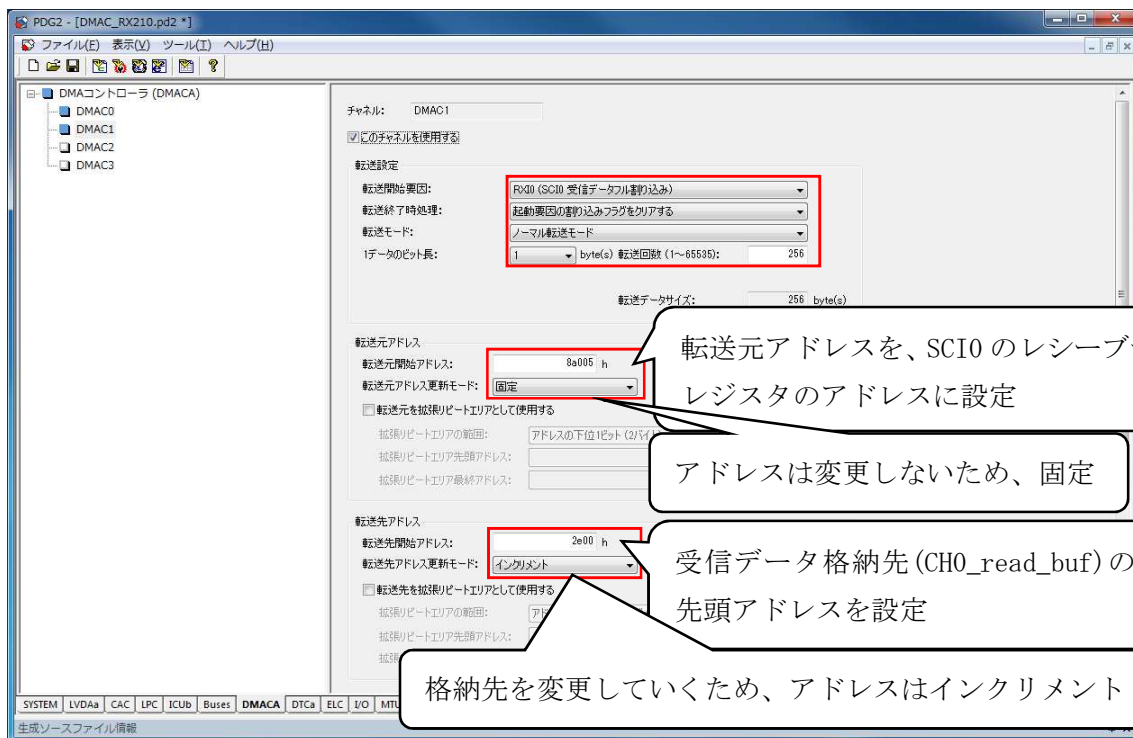 PDG2 - [DMAC_RX210.pd2 *]
ファイル(F) 表示(V) ツール(T) ヘルプ(H)
DMAコントローラ (DMACA)
DMAC0
DMAC1
DMAC2
DMAC3
チャネル: DMAC1
このチャネルを使用する
転送設定
転送開始要因: RXI0 (SCI0 受信データフル割り込み)
転送終了時処理: 起動要因の割り込みフラグをクリアする
転送モード: ノーマル転送モード
1データのビット長: 1 byte(s) 転送回数 (1～65535): 256
転送データサイズ: 256 byte(s)
転送元アドレス
転送元開始アドレス: 8a005 h
転送元アドレス更新モード: 固定
転送元を拡張リピートエリアとして使用する
拡張リピートエリアの範囲: アドレスの下位1ビット (2バイト)
拡張リピートエリア先頭アドレス:
拡張リピートエリア最終アドレス:
転送元アドレスを、SCI0 のレシーブ
レジスタのアドレスに設定
アドレスは変更しないため、固定
転送先アドレス
転送先開始アドレス: 2e00 h
転送先アドレス更新モード: インクリメント
転送先を拡張リピートエリアとして使用する
拡張リピートエリアの範囲:
拡張リピートエリア先頭アドレス:
拡張
受信データ格納先(CH0_read_buf)の
先頭アドレスを設定
格納先を変更していくため、アドレスはインクリメント
SYSTEM LVDAa CAC LPC ICUb Buses DMACA DTCa ELC I/O
生成ソースファイル情報